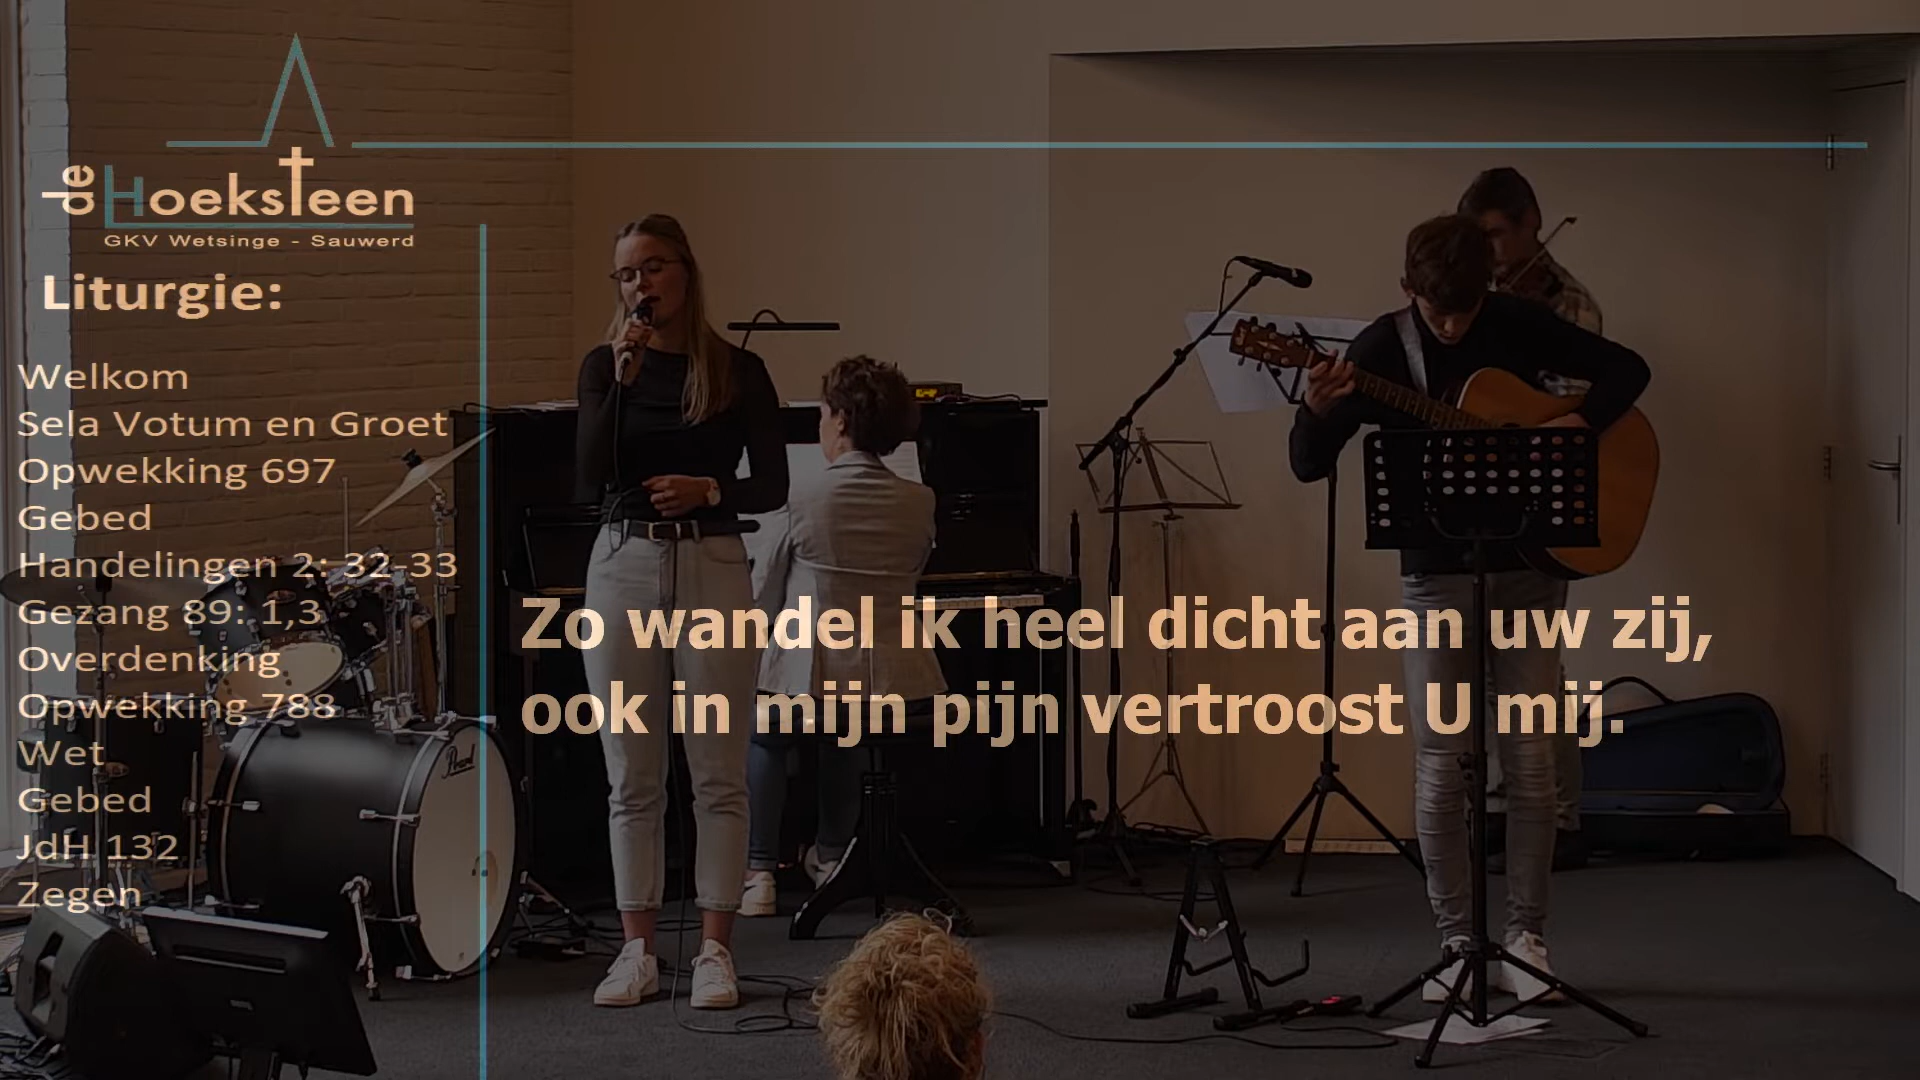 de Hoeksteen
GKV Wetsinge - Sauwerd
Liturgie:
Welkom
Sela Votum en Groet
Opwekking 697
Gebed
Handelingen 2: 32-33
Gezang 89: 1,3
Overdenking
Opwekking 788
Wet
Gebed
JdH 132
Zegen
Zo wandel ik heel dicht aan uw zij,
ook in mijn pijn vertroost U mij.
Pearl